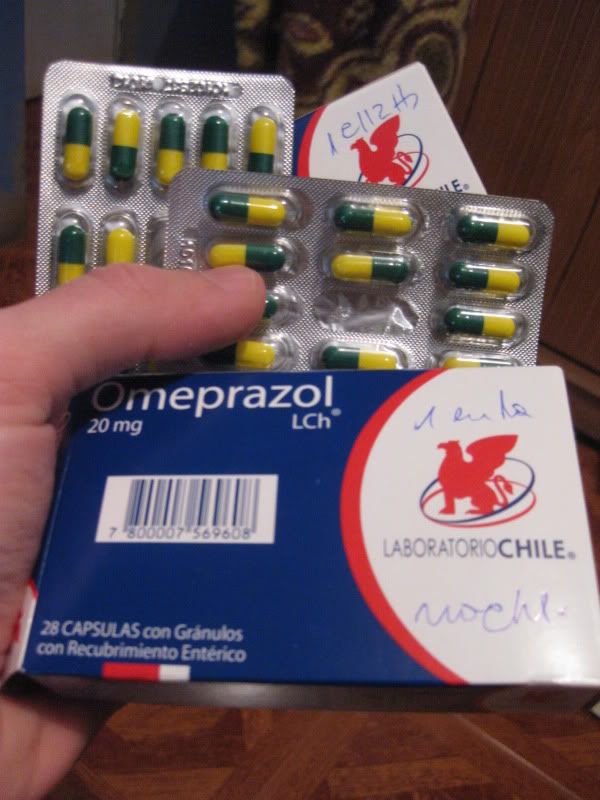 CHILE®
Omeprazol
20 mg
LCh®
1 en la
LABORATORIOCHILE®
noche.
7 800007 569608
28 CAPSULAS con Gránulos
con Recubrimiento Entérico